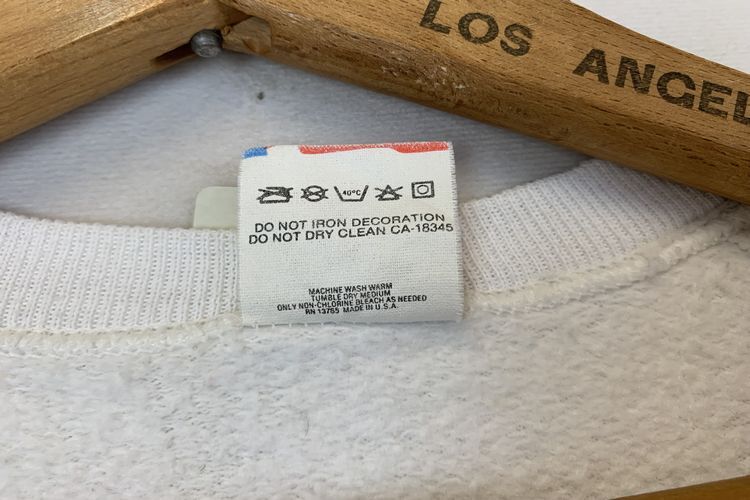 LOS ANGEL
40°C
DO NOT IRON DECORATION
DO NOT DRY CLEAN CA-18345
MACHINE WASH WARM
TUMBLE DRY MEDIUM
ONLY NON-CHLORINE BLEACH AS NEEDED
RN 13765 MADE IN U.S.A.